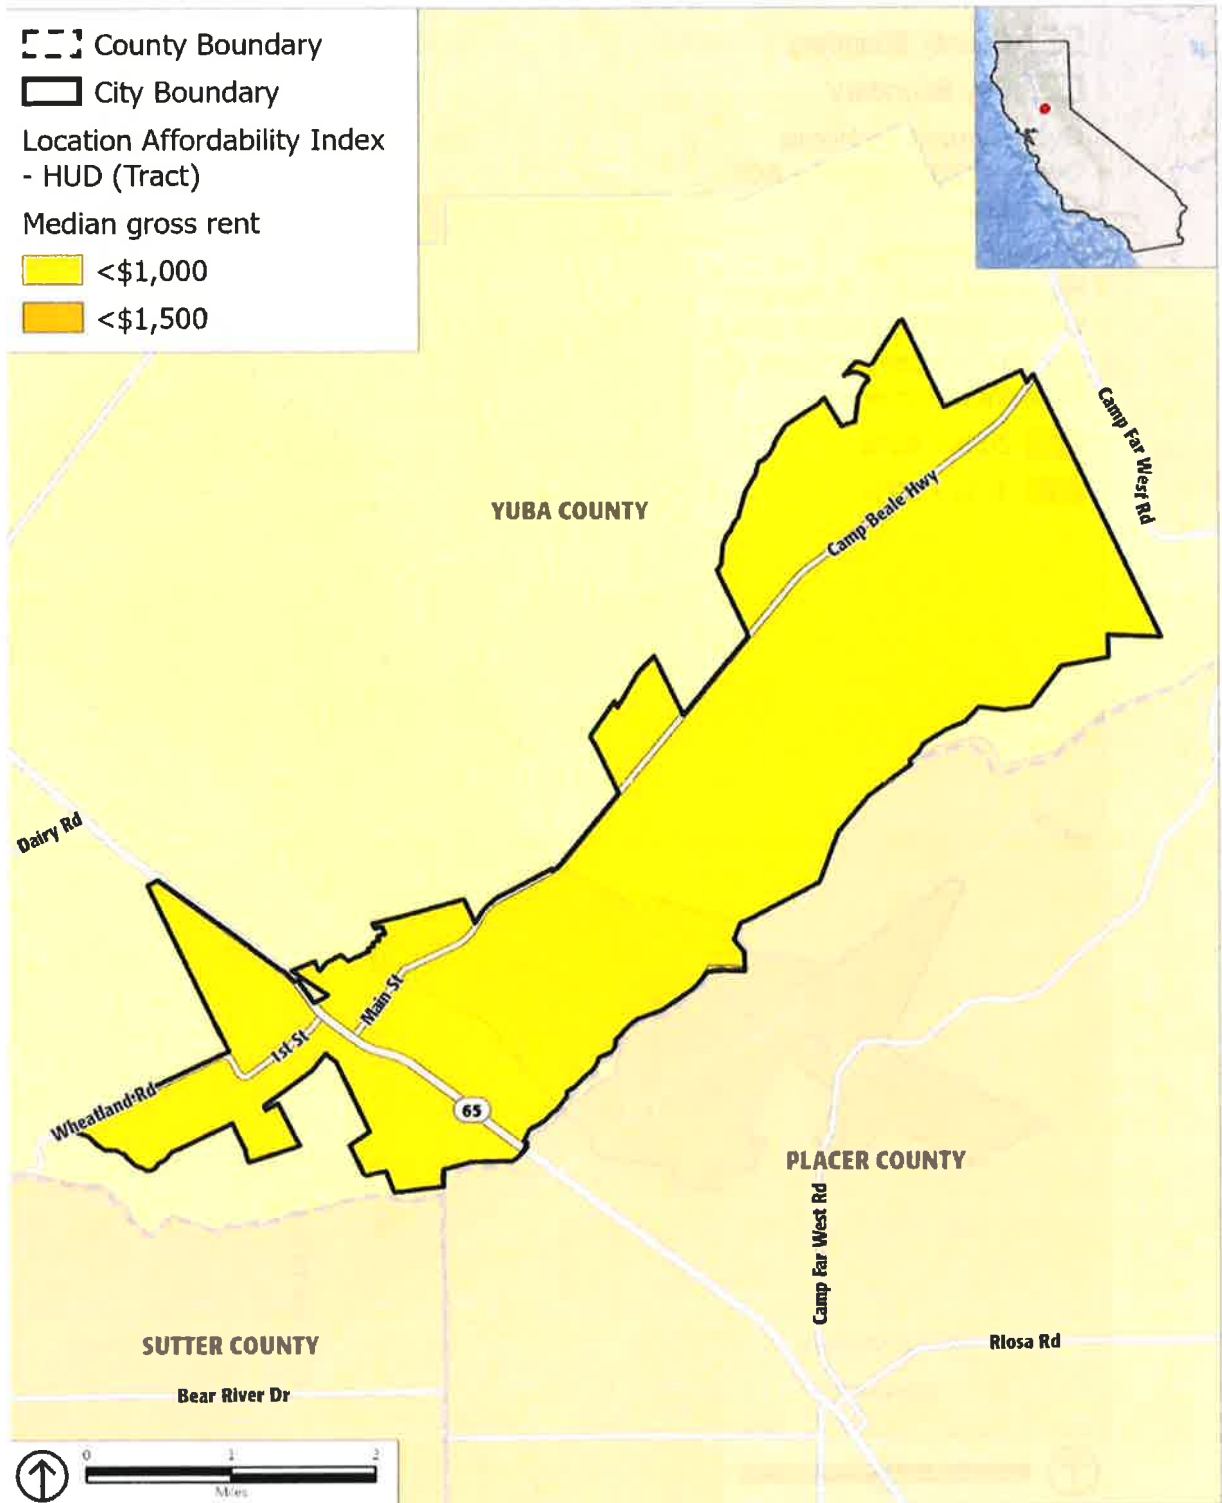 County Boundary
City Boundary
Location Affordability Index
- HUD (Tract)
Median gross rent
<$1,000
<$1,500
Camp Far West Rd
YUBA COUNTY
Camp Beale Hwy
Dairy Rd
Main St
1st St
Wheatland Rd
65
PLACER COUNTY
Camp Far West Rd
SUTTER COUNTY
RIosa Rd
Bear River Dr
0 1 2
Miles